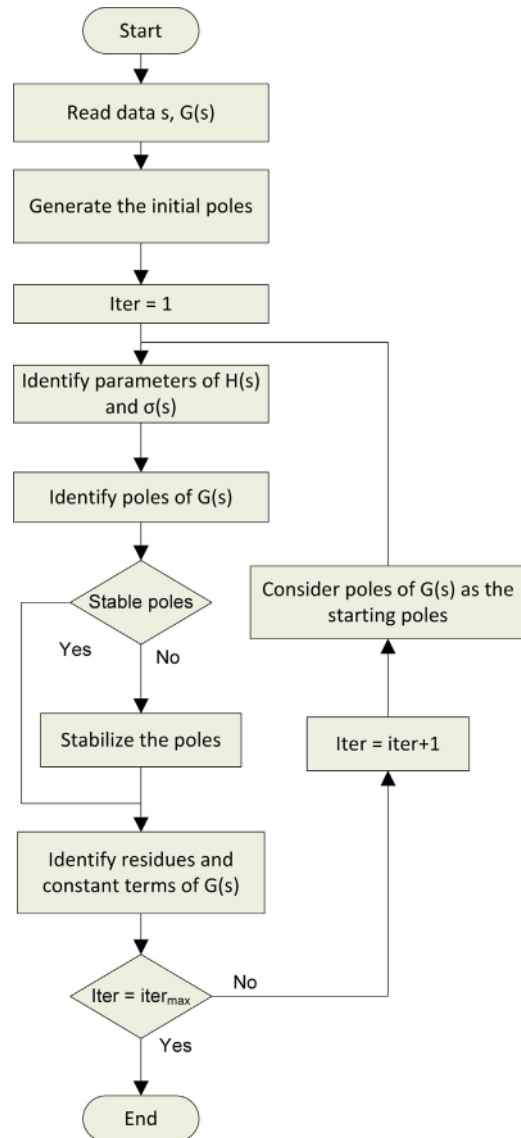 Start
Read data s, G(s)
Generate the initial poles
Iter = 1
Identify parameters of H(s)
and σ(s)
Identify poles of G(s)
Stable poles
Yes
No
Stabilize the poles
Identify residues and
constant terms of G(s)
Iter = itermax
No
Yes
End
Iter = iter+1
Consider poles of G(s) as the
starting poles